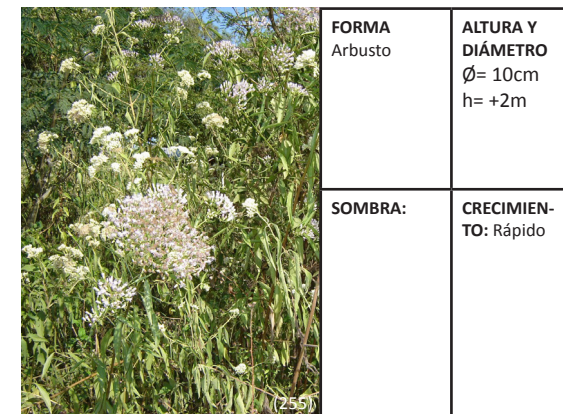 FORMA
Arbusto
ALTURA Y
DIÁMETRO
Ø= 10cm
h= +2m
SOMBRA:
CRECIMIEN-
TO: Rápido
(255)